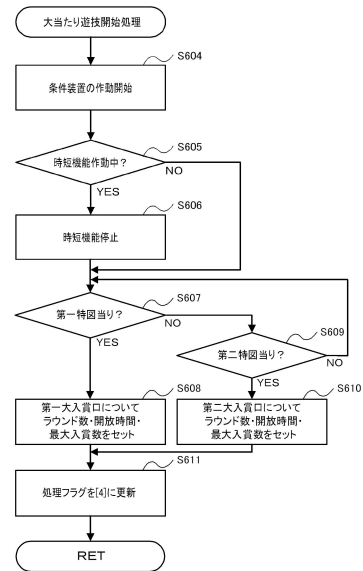 大当たり遊技開始処理
S604
条件装置の作動開始
S605
時短機能作動中？
NO
YES
S606
時短機能停止
S607
第一特図当り？
NO
YES
S609
第二特図当り？
NO
YES
S608
第一大入賞口について
ラウンド数・開放時間・
最大入賞数をセット
S610
第二大入賞口について
ラウンド数・開放時間・
最大入賞数をセット
S611
処理フラグを[4]に更新
RET